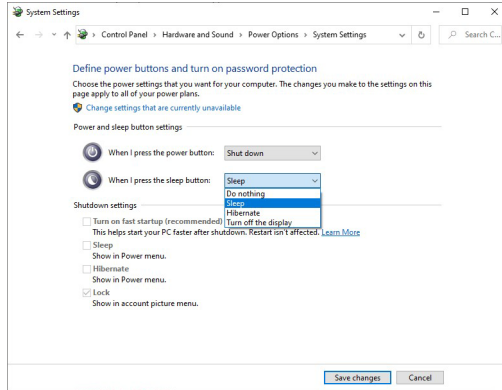 System Settings
Control Panel > Hardware and Sound > Power Options > System Settings
Search C...
Define power buttons and turn on password protection
Choose the power settings that you want for your computer. The changes you make to the settings on this
page apply to all of your power plans.
Change settings that are currently unavailable
Power and sleep button settings
When I press the power button: Shut down
When I press the sleep button: Sleep
Do nothing
Sleep
Hibernate
Turn off the display
Shutdown settings
Turn on fast startup (recommended)
This helps start your PC faster after shutdown. Restart isn't affected. Learn More
Sleep
Show in Power menu.
Hibernate
Show in Power menu.
Lock
Show in account picture menu.
Save changes Cancel